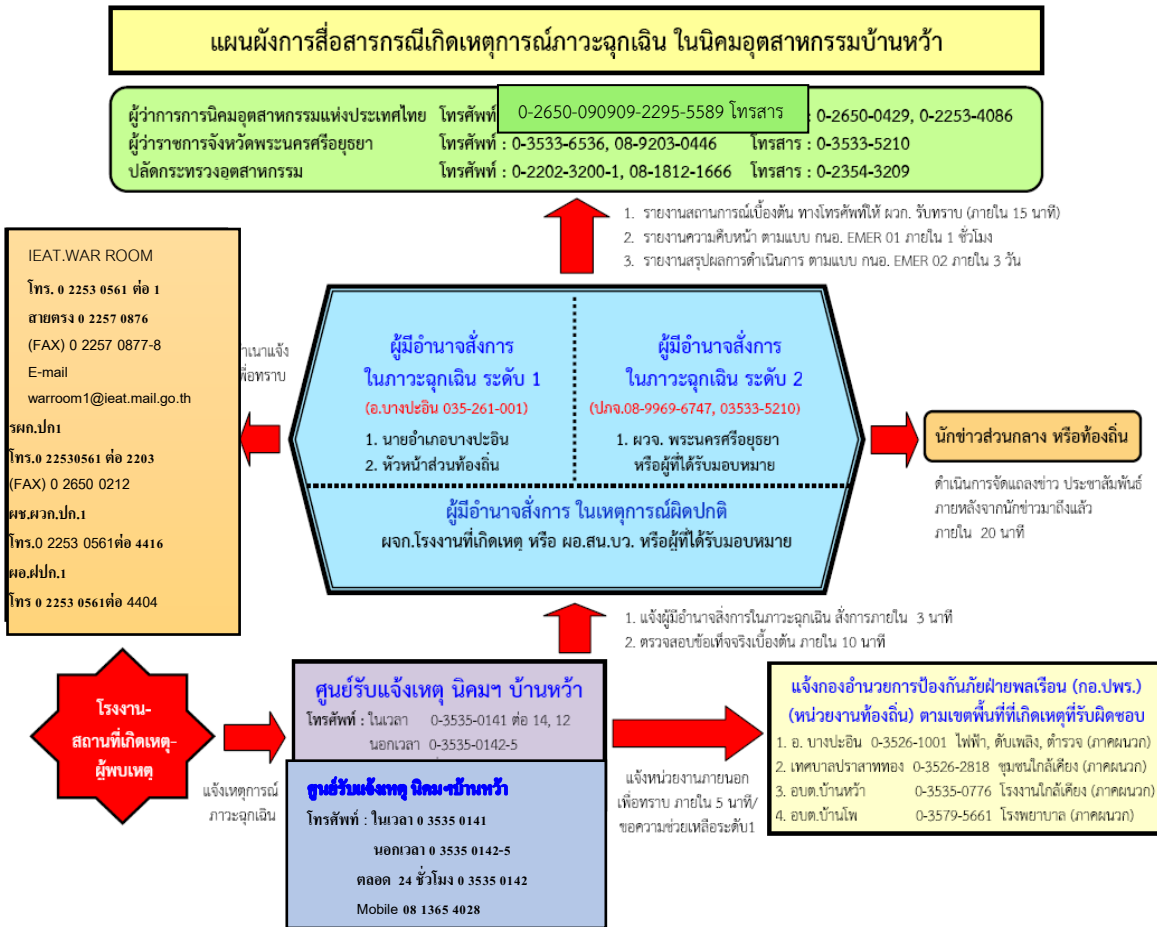 แผนผังการสื่อสารกรณีเกิดเหตุการณ์ภาวะฉุกเฉิน ในนิคมอุตสาหกรรมบ้านหว้า
ผู้ว่าการการนิคมอุตสาหกรรมแห่งประเทศไทย โทรศัพท์ 0-2650-090909-2295-5589 โทรสาร : 0-2650-0429, 0-2253-4086
ผู้ว่าราชการจังหวัดพระนครศรีอยุธยา โทรศัพท์ : 0-3533-6536, 08-9203-0446 โทรสาร : 0-3533-5210
ปลัดกระทรวงอุตสาหกรรม โทรศัพท์ : 0-2202-3200-1, 08-1812-1666 โทรสาร : 0-2354-3209
1. รายงานสถานการณ์เบื้องต้น ทางโทรศัพท์ให้ ผวก. รับทราบ (ภายใน 15 นาที)
2. รายงานความคืบหน้า ตามแบบ กนอ. EMER 01 ภายใน 1 ชั่วโมง
3. รายงานสรุปผลการดำเนินการ ตามแบบ กนอ. EMER 02 ภายใน 3 วัน
IEAT.WAR ROOM
โทร. 0 2253 0561 ต่อ 1
สายตรง 0 2257 0876
(FAX) 0 2257 0877-8
E-mail
warroom1@ieat.mail.go.th
รผก.ปก1
โทร.0 22530561 ต่อ 2203
(FAX) 0 2650 0212
ผช.ผวก.ปก.1
โทร.0 2253 0561ต่อ 4416
ผอ.ฝปก.1
โทร 0 2253 0561ต่อ 4404
ำเนาแจ้ง
พื่อทราบ
ผู้มีอำนาจสั่งการ
ในภาวะฉุกเฉิน ระดับ 1
(อ.บางปะอิน 035-261-001)
1. นายอำเภอบางปะอิน
2. หัวหน้าส่วนท้องถิ่น
ผู้มีอำนาจสั่งการ
ในภาวะฉุกเฉิน ระดับ 2
(ปภจ.08-9969-6747, 03533-5210)
1. ผวจ. พระนครศรีอยุธยา
หรือผู้ที่ได้รับมอบหมาย
ผู้มีอำนาจสั่งการ ในเหตุการณ์ผิดปกติ
ผจก.โรงงานที่เกิดเหตุ หรือ ผอ.สน.บว. หรือผู้ที่ได้รับมอบหมาย
นักข่าวส่วนกลาง หรือท้องถิ่น
ดำเนินการจัดแถลงข่าว ประชาสัมพันธ์
ภายหลังจากนักข่าวมาถึงแล้ว
ภายใน 20 นาที
1. แจ้งผู้มีอำนาจสิ่งการในภาวะฉุกเฉิน สั่งการภายใน 3 นาที
2. ตรวจสอบข้อเท็จจริงเบื้องต้น ภายใน 10 นาที
โรงงาน-
สถานที่เกิดเหตุ-
ผู้พบเหตุ
แจ้งเหตุการณ์
ภาวะฉุกเฉิน
ศูนย์รับแจ้งเหตุ นิคมฯ บ้านหว้า
โทรศัพท์ : ในเวลา 0-3535-0141 ต่อ 14, 12
นอกเวลา 0-3535-0142-5
ศูนย์รับแจ้งเหตุ นิคมฯบ้านหว้า
โทรศัพท์ : ในเวลา 0 3535 0141
นอกเวลา 0 3535 0142-5
ตลอด 24 ชั่วโมง 0 3535 0142
Mobile 08 1365 4028
แจ้งหน่วยงานภายนอก
เพื่อทราบ ภายใน 5 นาที/
ขอความช่วยเหลือระดับ1
แจ้งกองอำนวยการป้องกันภัยฝ่ายพลเรือน (กอ.ปพร.)
(หน่วยงานท้องถิ่น) ตามเขตพื้นที่ที่เกิดเหตุที่รับผิดชอบ
1. อ. บางปะอิน 0-3526-1001 ไฟฟ้า, ดับเพลิง, ตำรวจ (ภาคผนวก)
2. เทศบาลปราสาททอง 0-3526-2818 ชุมชนใกล้เคียง (ภาคผนวก)
3. อบต.บ้านหว้า 0-3535-0776 โรงงานใกล้เคียง (ภาคผนวก)
4. อบต.บ้านโพ 0-3579-5661 โรงพยาบาล (ภาคผนวก)